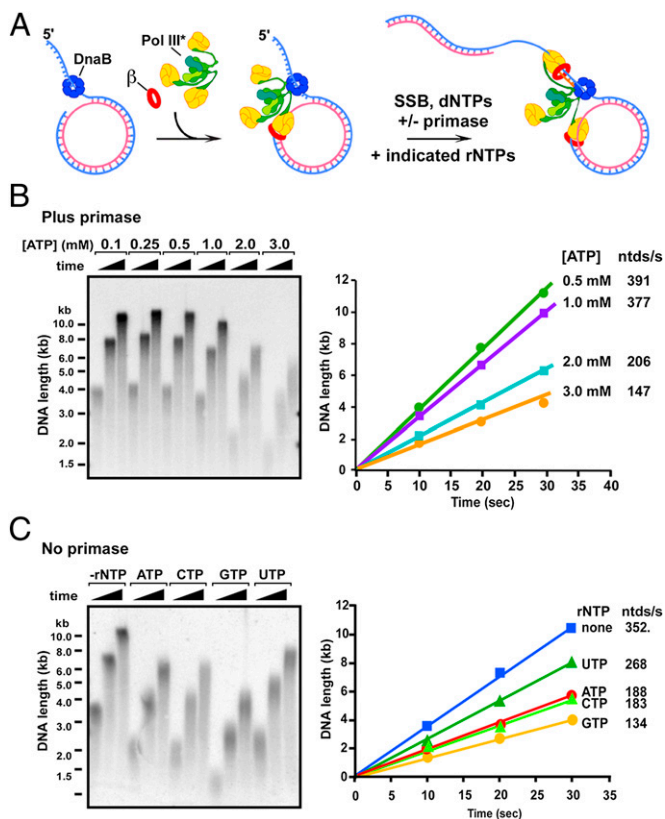 A
5'
DnaB
β
Pol III*
5'
SSB, dNTPs
+/- primase
+ indicated rNTPs
B
Plus primase
[ATP] (mM) 0.1 0.25 0.5 1.0 2.0 3.0
time
kb
10.0
8.0
6.0
5.0
4.0
3.0
2.0
1.5
DNA length (kb)
[ATP] ntds/s
0.5 mM 391
1.0 mM 377
2.0 mM 206
3.0 mM 147
DNA length (kb)
12
10
8
6
4
2
0
0 5 10 15 20 25 30 35 40
Time (sec)
C
No primase
-rNTP ATP CTP GTP UTP
time
kb
10.0
8.0
6.0
5.0
4.0
3.0
2.0
1.5
DNA length (kb)
rNTP ntds/s
none 352.
UTP 268
ATP 188
CTP 183
GTP 134
DNA length (kb)
12
10
8
6
4
2
0
0 5 10 15 20 25 30 35
Time (sec)